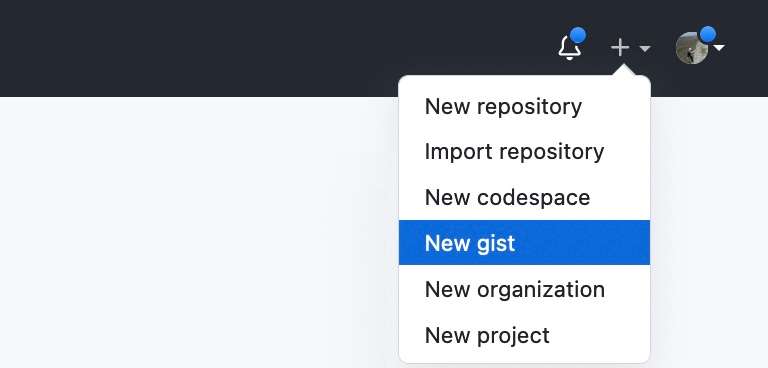 New repository
Import repository
New codespace
New gist
New organization
New project